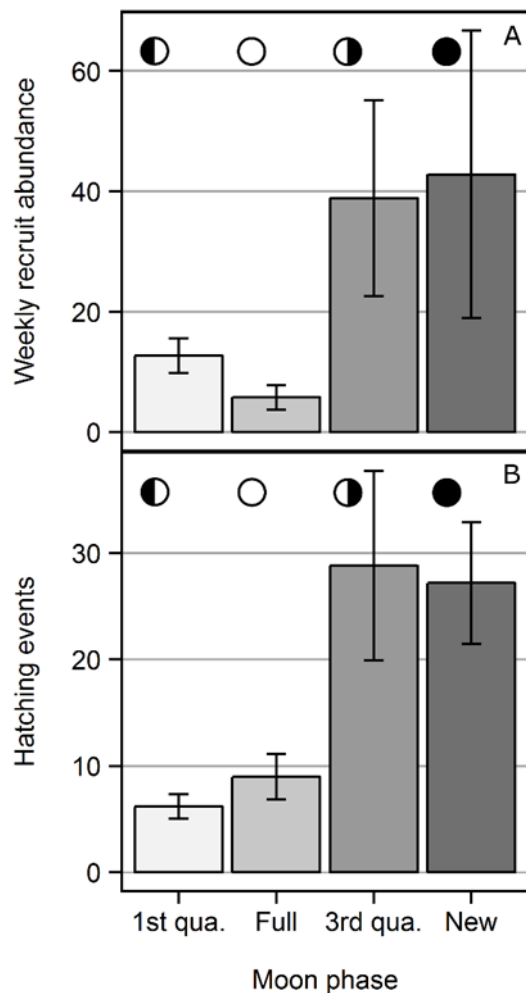 A
Weekly recruit abundance
60
40
20
0
B
Hatching events
30
20
10
0
1st qua. Full 3rd qua. New
Moon phase